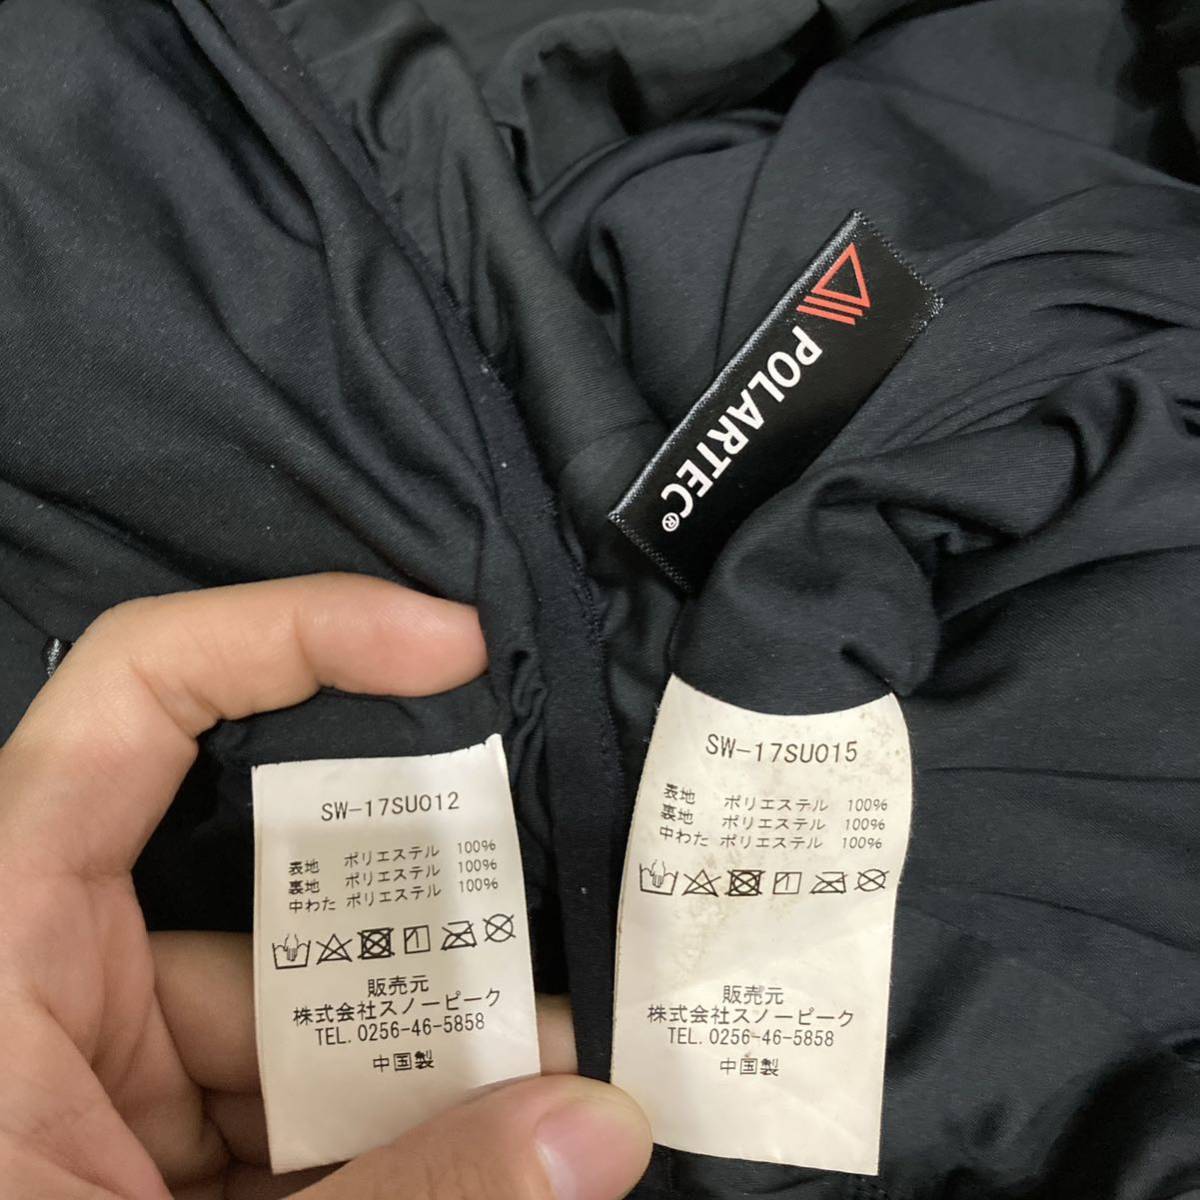 POLARTEC®
SW-17SU012
表地 ポリエステル 100%
裏地 ポリエステル 100%
中わた ポリエステル 100%
販売元
株式会社スノーピーク
TEL. 0256-46-5858
中国製
SW-17SU015
表地 ポリエステル 100%
裏地 ポリエステル 100%
中わた ポリエステル 100%
販売元
株式会社スノーピーク
TEL. 0256-46-5858
中国製